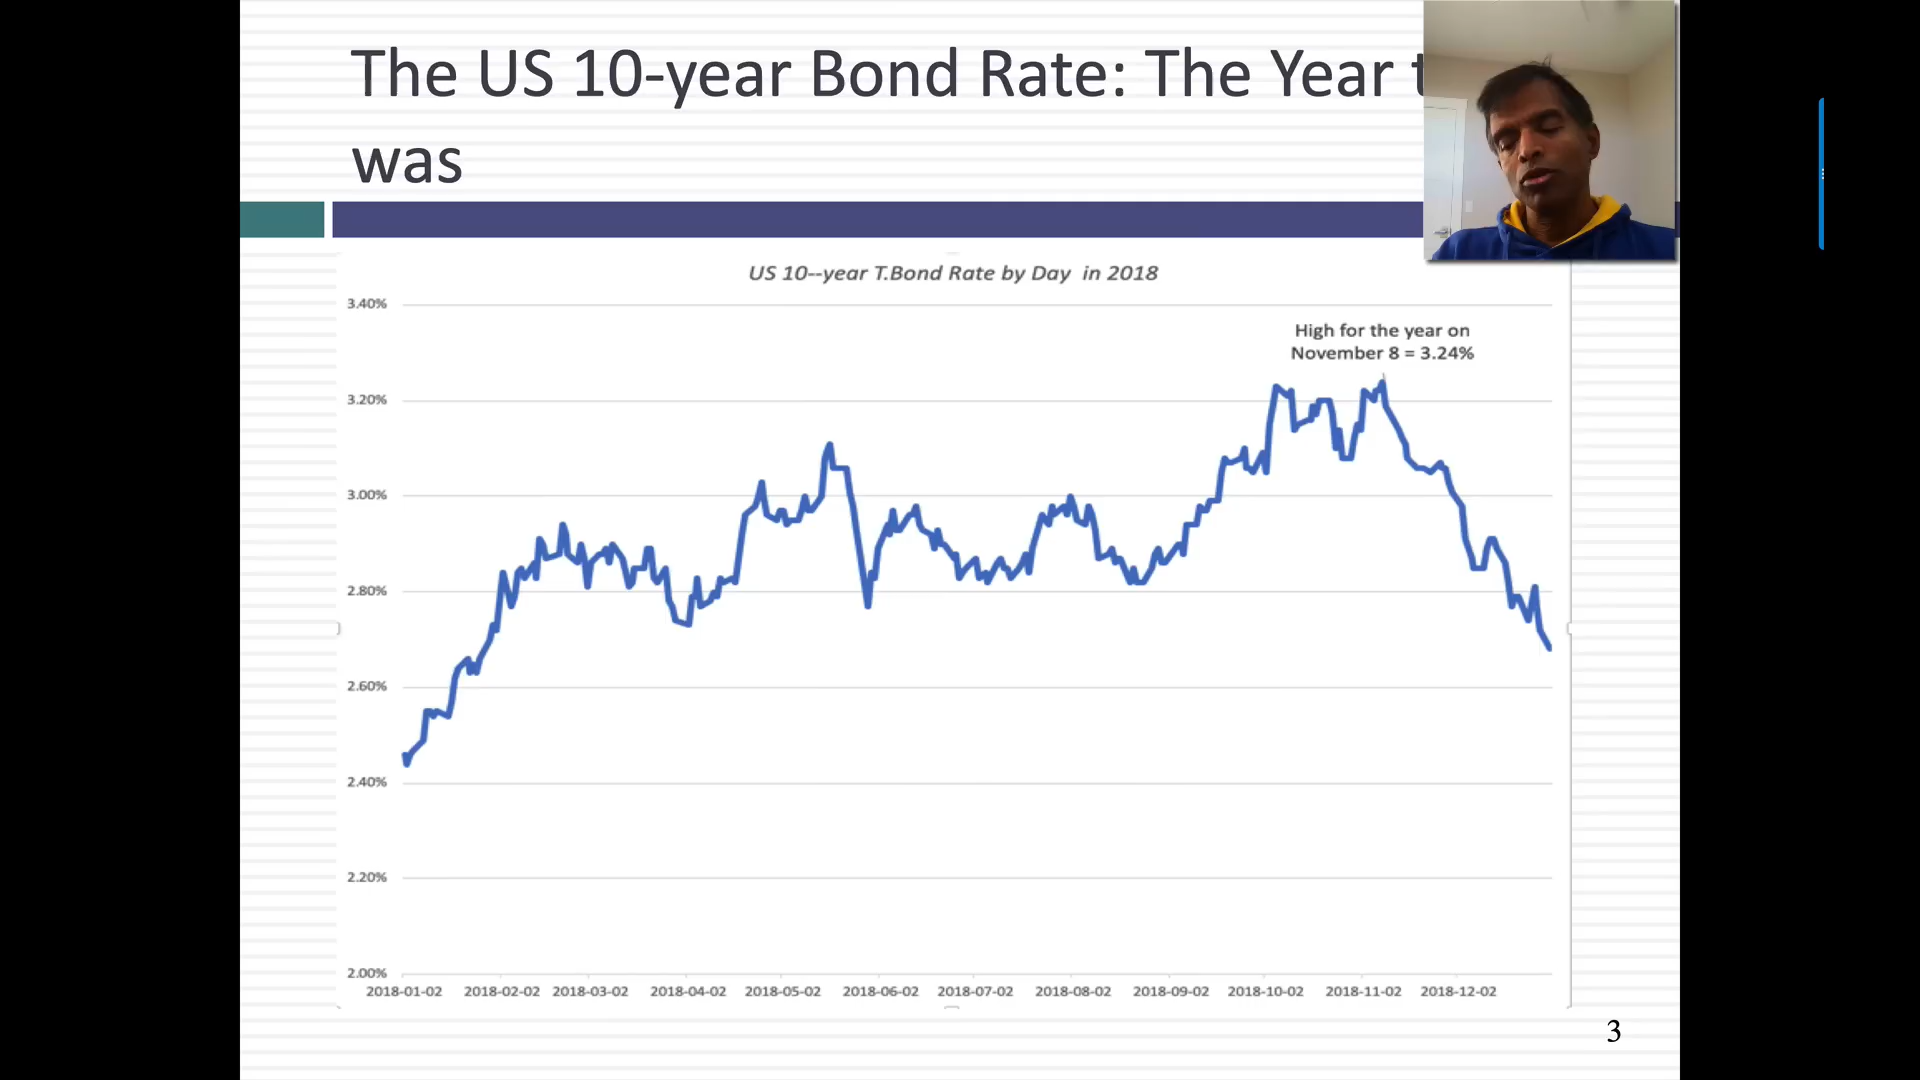 The US 10-year Bond Rate: The Year
was
US 10--year T.Bond Rate by Day in 2018
3.40%
High for the year on
November 8 = 3.24%
3.20%
3.00%
2.80%
2.60%
2.40%
2.20%
2.00%
2018-01-02 2018-02-02 2018-03-02 2018-04-02 2018-05-02 2018-06-02 2018-07-02 2018-08-02 2018-09-02 2018-10-02 2018-11-02 2018-12-02
3